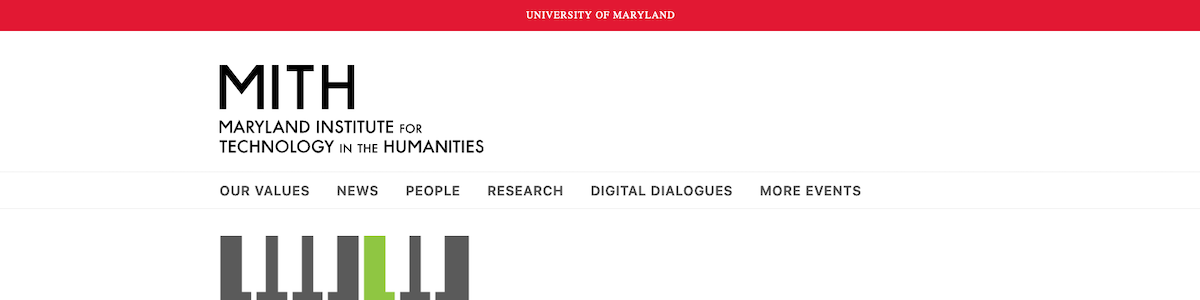 UNIVERSITY OF MARYLAND
MITH
MARYLAND INSTITUTE FOR
TECHNOLOGY IN THE HUMANITIES
OUR VALUES NEWS PEOPLE RESEARCH DIGITAL DIALOGUES MORE EVENTS